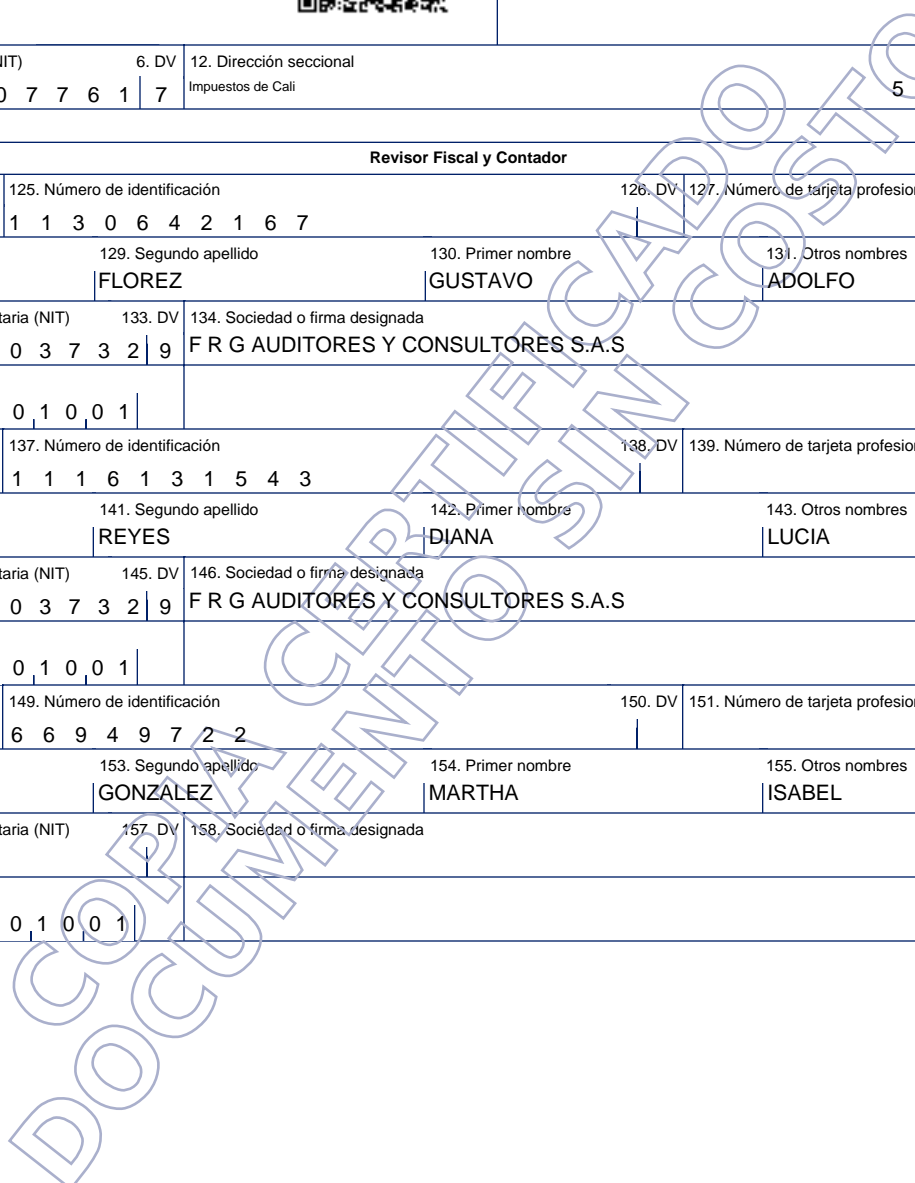 NIT) 6. DV 12. Dirección seccional
0 7 7 6 1 7 Impuestos de Cali 5
Revisor Fiscal y Contador
125. Número de identificación 126. DV 127. Número de tarjeta profesion
1 1 3 0 6 4 2 1 6 7
129. Segundo apellido 130. Primer nombre 131. Otros nombres
FLOREZ GUSTAVO ADOLFO
taria (NIT) 133. DV 134. Sociedad o firma designada
0 3 7 3 2 9 F R G AUDITORES Y CONSULTORES S.A.S
0 1 0 0 1
137. Número de identificación 138. DV 139. Número de tarjeta profesion
1 1 1 6 1 3 1 5 4 3
141. Segundo apellido 142. Primer nombre 143. Otros nombres
REYES DIANA LUCIA
taria (NIT) 145. DV 146. Sociedad o firma designada
0 3 7 3 2 9 F R G AUDITORES Y CONSULTORES S.A.S
0 1 0 0 1
149. Número de identificación 150. DV 151. Número de tarjeta profesion
6 6 9 4 9 7 2 2
153. Segundo apellido 154. Primer nombre 155. Otros nombres
GONZALEZ MARTHA ISABEL
taria (NIT) 157. DV 158. Sociedad o firma designada
0 1 0 0 1
COPIA CERTIFICADO
DOCUMENTO SIN COSTO